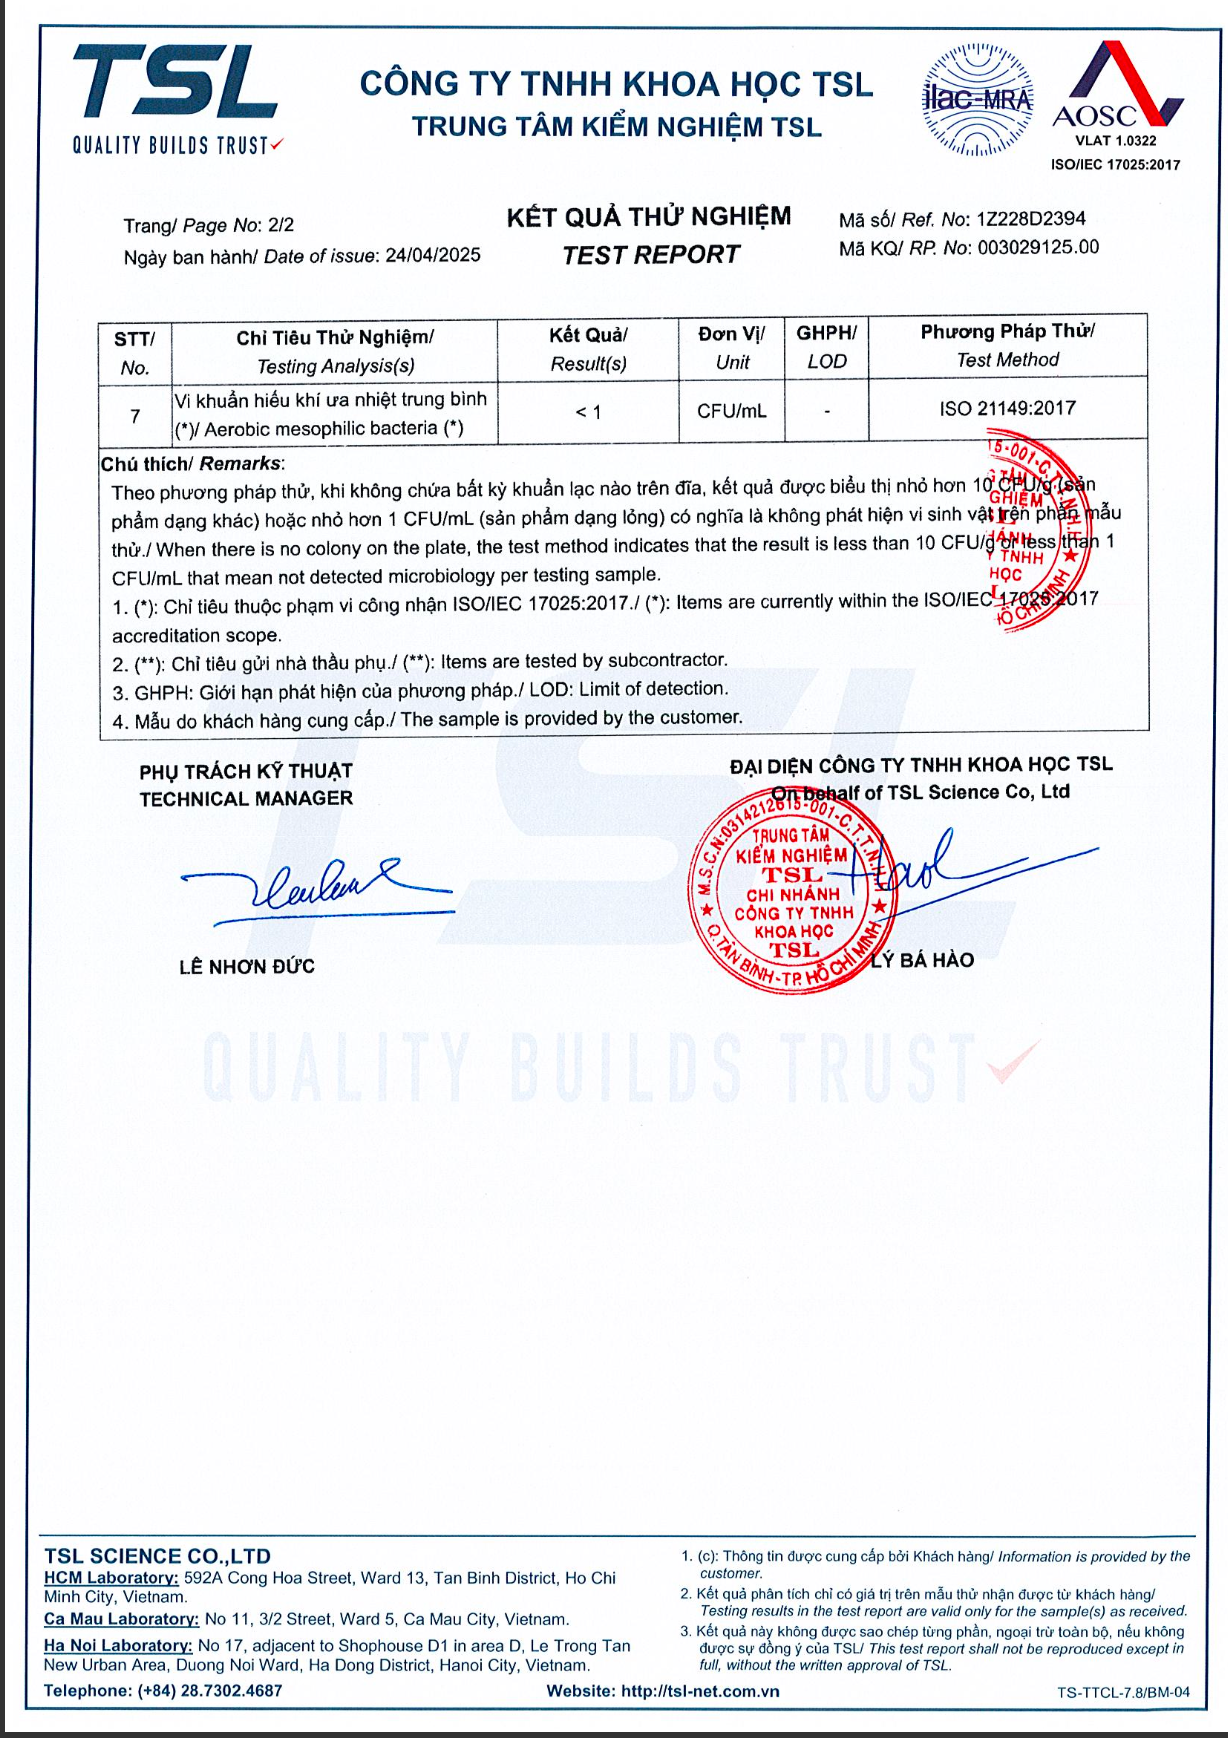 TSL
QUALITY BUILDS TRUST
CÔNG TY TNHH KHOA HỌC TSL
TRUNG TÂM KIỂM NGHIỆM TSL
ilac-MRA
AOSC
VLAT 1.0322
ISO/IEC 17025:2017
Trang/ Page No: 2/2
Ngày ban hành/ Date of issue: 24/04/2025
KẾT QUẢ THỬ NGHIỆM
TEST REPORT
Mã số/ Ref. No: 1Z228D2394
Mã KQ/ RP. No: 003029125.00
STT/ Chỉ Tiêu Thử Nghiệm/ Kết Quả/ Đơn Vị/ GHPH/ Phương Pháp Thử/
No. Testing Analysis(s) Result(s) Unit LOD Test Method
7 Vi khuẩn hiếu khí ưa nhiệt trung bình < 1 CFU/mL - ISO 21149:2017
(*)/ Aerobic mesophilic bacteria (*)
Chú thích/ Remarks:
Theo phương pháp thử, khi không chứa bất kỳ khuẩn lạc nào trên đĩa, kết quả được biểu thị nhỏ hơn 10 CFU/g (sản
phẩm dạng khác) hoặc nhỏ hơn 1 CFU/mL (sản phẩm dạng lỏng) có nghĩa là không phát hiện vi sinh vật trên phần mẫu
thử./ When there is no colony on the plate, the test method indicates that the result is less than 10 CFU/g or less than 1
CFU/mL that mean not detected microbiology per testing sample.
1. (*): Chỉ tiêu thuộc phạm vi công nhận ISO/IEC 17025:2017./ (*): Items are currently within the ISO/IEC 17025:2017
accreditation scope.
2. (**): Chỉ tiêu gửi nhà thầu phụ./ (**): Items are tested by subcontractor.
3. GHPH: Giới hạn phát hiện của phương pháp./ LOD: Limit of detection.
4. Mẫu do khách hàng cung cấp./ The sample is provided by the customer.
PHỤ TRÁCH KỸ THUẬT
TECHNICAL MANAGER
ĐẠI DIỆN CÔNG TY TNHH KHOA HỌC TSL
On behalf of TSL Science Co, Ltd
M.S.C.N:0314212615-001-C.T.T.N.H.H
TRUNG TÂM
KIỂM NGHIỆM
TSL
CHI NHÁNH
CÔNG TY TNHH
KHOA HỌC
TSL
Q.TÂN BÌNH-TP. HỒ CHÍ MINH
LÊ NHƠN ĐỨC
LÝ BÁ HÀO
QUALITY BUILDS TRUST
TSL SCIENCE CO.,LTD
HCM Laboratory: 592A Cong Hoa Street, Ward 13, Tan Binh District, Ho Chi
Minh City, Vietnam.
Ca Mau Laboratory: No 11, 3/2 Street, Ward 5, Ca Mau City, Vietnam.
Ha Noi Laboratory: No 17, adjacent to Shophouse D1 in area D, Le Trong Tan
New Urban Area, Duong Noi Ward, Ha Dong District, Hanoi City, Vietnam.
Telephone: (+84) 28.7302.4687
Website: http://tsl-net.com.vn
1. (c): Thông tin được cung cấp bởi Khách hàng/ Information is provided by the
customer.
2. Kết quả phân tích chỉ có giá trị trên mẫu thử nhận được từ khách hàng/
Testing results in the test report are valid only for the sample(s) as received.
3. Kết quả này không được sao chép từng phần, ngoại trừ toàn bộ, nếu không
được sự đồng ý của TSL/ This test report shall not be reproduced except in
full, without the written approval of TSL.
TS-TTCL-7.8/BM-04